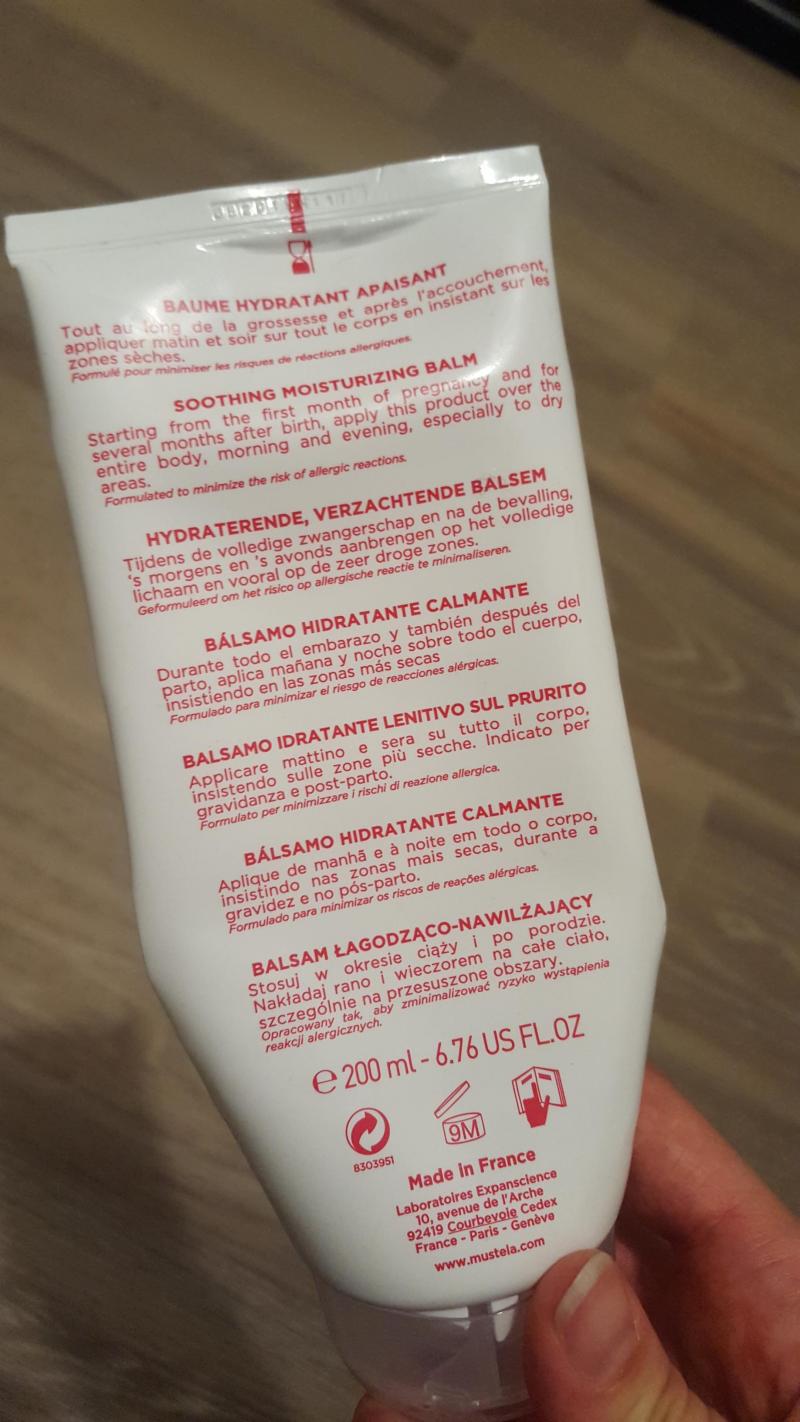 BAUME HYDRATANT APAISANT
Tout au long de la grossesse et après l'accouchement,
appliquer matin et soir sur tout le corps en insistant sur les
zones sèches.
Formulé pour minimiser les risques de réactions allergiques.
SOOTHING MOISTURIZING BALM
Starting from the first month of pregnancy and for
several months after birth, apply this product over the
entire body, morning and evening, especially to dry
areas.
Formulated to minimize the risk of allergic reactions.
HYDRATERENDE, VERZACHTENDE BALSEM
Tijdens de volledige zwangerschap en na de bevalling,
's morgens en 's avonds aanbrengen op het volledige
lichaam en vooral op de zeer droge zones.
Geformuleerd om het risico op allergische reactie te minimaliseren.
BÁLSAMO HIDRATANTE CALMANTE
Durante todo el embarazo y también después del
parto, aplica mañana y noche sobre todo el cuerpo,
insistiendo en las zonas más secas
Formulado para minimizar el riesgo de reacciones alérgicas.
BALSAMO IDRATANTE LENITIVO SUL PRURITO
Applicare mattino e sera su tutto il corpo,
insistendo sulle zone più secche. Indicato per
gravidanza e post-parto.
Formulato per minimizzare i rischi di reazione allergica.
BÁLSAMO HIDRATANTE CALMANTE
Aplique de manhã e à noite em todo o corpo,
insistindo nas zonas mais secas, durante a
gravidez e no pós-parto.
Formulado para minimizar os riscos de reações alérgicas.
BALSAM ŁAGODZĄCO-NAWILŻAJĄCY
Stosuj w okresie ciąży i po porodzie.
Nakładaj rano i wieczorem na całe ciało,
szczególnie na przesuszone obszary.
Opracowany tak, aby zminimalizować ryzyko wystąpienia
reakcji alergicznych.
e 200 ml - 6.76 US FL.OZ
9M
8303951
Made in France
Laboratoires Expanscience
10, avenue de l'Arche
92419 Courbevoie Cedex
France - Paris - Genève
www.mustela.com